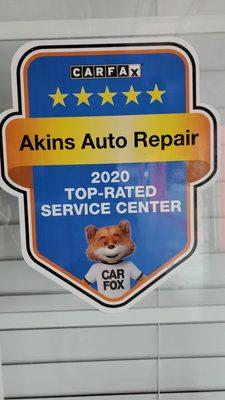 CARFAX
Akins Auto Repair
2020
TOP-RATED
SERVICE CENTER
CAR
FOX